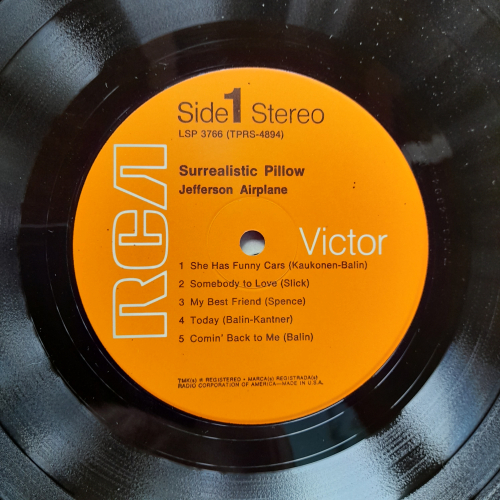 Side 1 Stereo
LSP 3766 (TPRS-4894)
Surrealistic Pillow
Jefferson Airplane
RCA
Victor
1 She Has Funny Cars (Kaukonen-Balin)
2 Somebody to Love (Slick)
3 My Best Friend (Spence)
4 Today (Balin-Kantner)
5 Comin' Back to Me (Balin)
TMK(s) ® REGISTERED • MARCA(s) REGISTRADA(s)
RADIO CORPORATION OF AMERICA—MADE IN U.S.A.